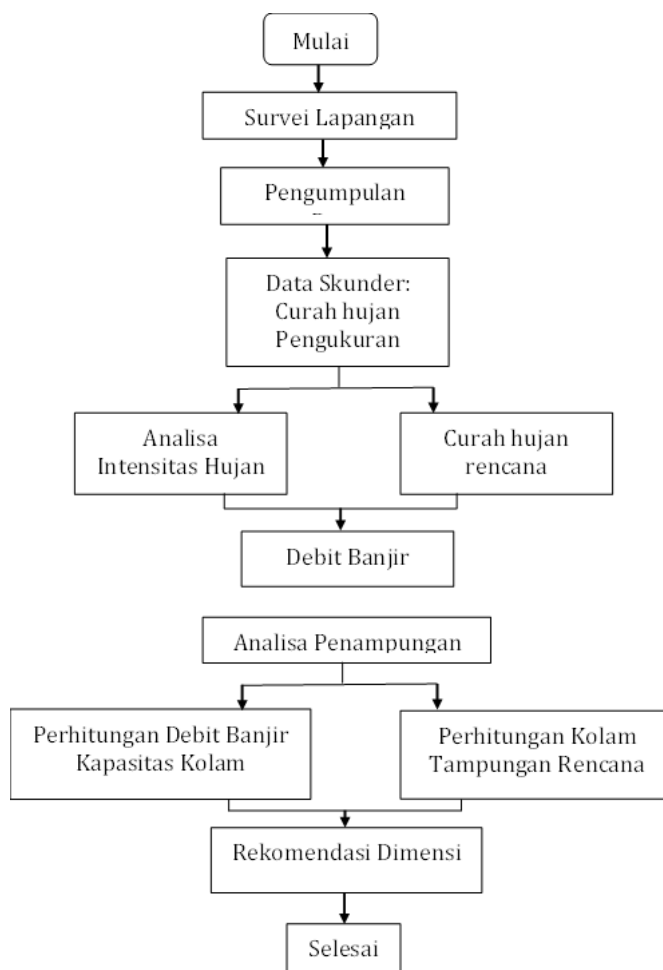 Mulai
Survei Lapangan
Pengumpulan
Data Skunder:
Curah hujan
Pengukuran
Analisa
Intensitas Hujan
Curah hujan
rencana
Debit Banjir
Analisa Penampungan
Perhitungan Debit Banjir
Kapasitas Kolam
Perhitungan Kolam
Tampungan Rencana
Rekomendasi Dimensi
Selesai